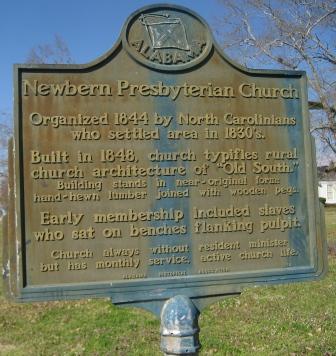 ALABAMA
Newbern Presbyterian Church
Organized 1844 by North Carolinians
who settled area in 1830's.
Built in 1848, church typifies rural
church architecture of "Old South."
Building stands in near-original form:
hand-hewn lumber joined with wooden pegs.
Early membership included slaves
who sat on benches flanking pulpit.
Church always without resident minister
but has monthly service, active church life.
ALABAMA HISTORICAL ASSOCIATION